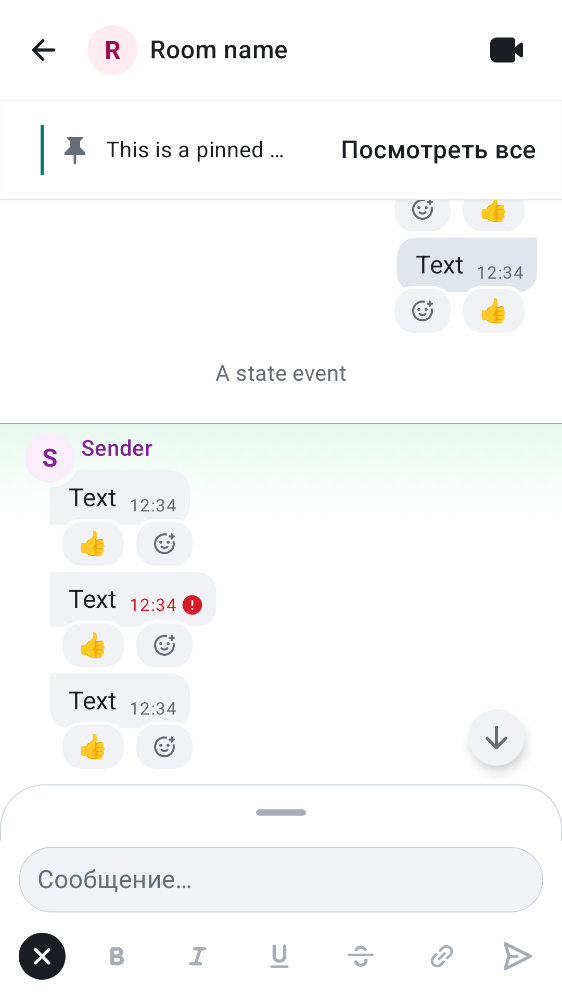 R Room name
This is a pinned ... Посмотреть все
Text 12:34
A state event
S Sender
Text 12:34
Text 12:34
Text 12:34
Сообщение...
B I U S